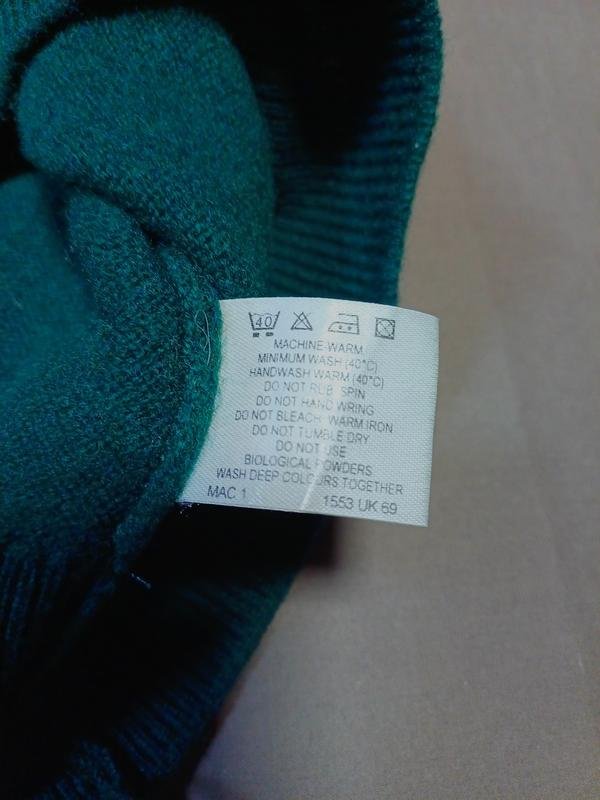 40
MACHINE-WARM
MINIMUM WASH (40°C)
HANDWASH WARM (40°C)
DO NOT RUB. SPIN
DO NOT HAND WRING
DO NOT BLEACH. WARM IRON
DO NOT TUMBLE DRY
DO NOT USE
BIOLOGICAL POWDERS
WASH DEEP COLOURS TOGETHER
MAC 1 1553 UK 69